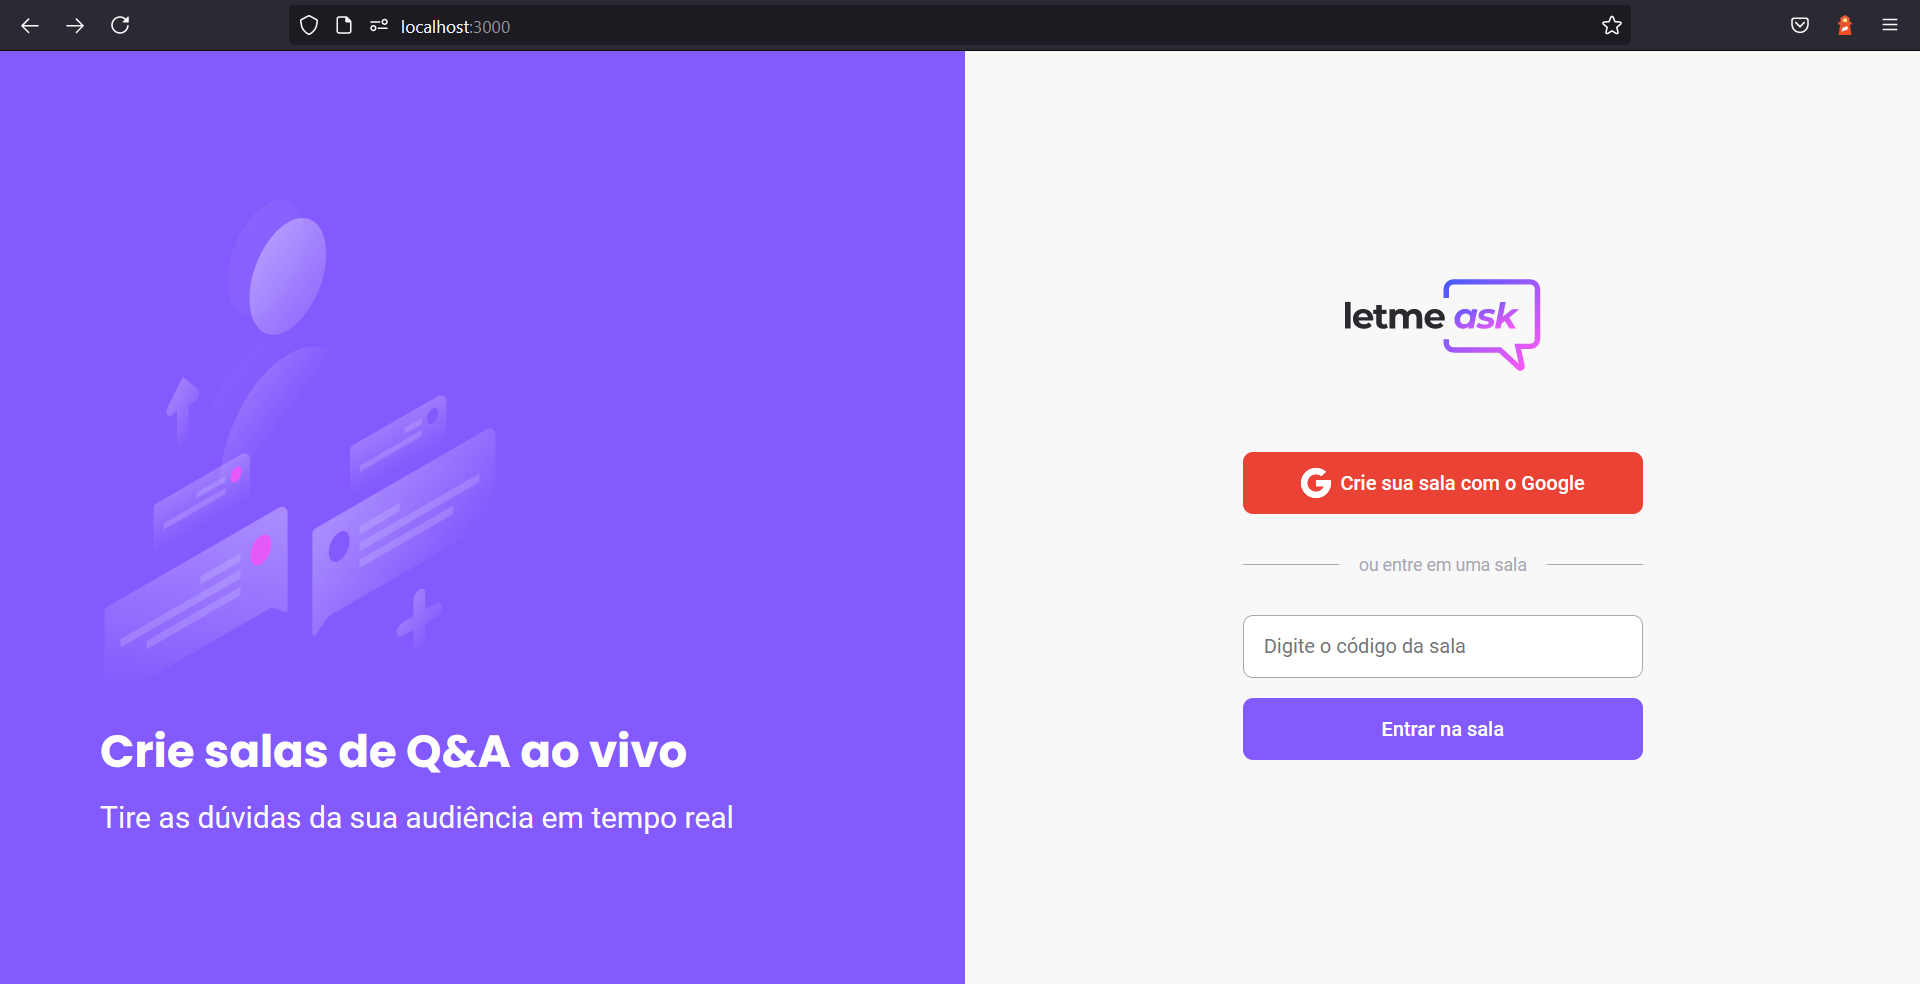 localhost:3000
letme ask
Crie sua sala com o Google
ou entre em uma sala
Digite o código da sala
Entrar na sala
Crie salas de Q&A ao vivo
Tire as dúvidas da sua audiência em tempo real